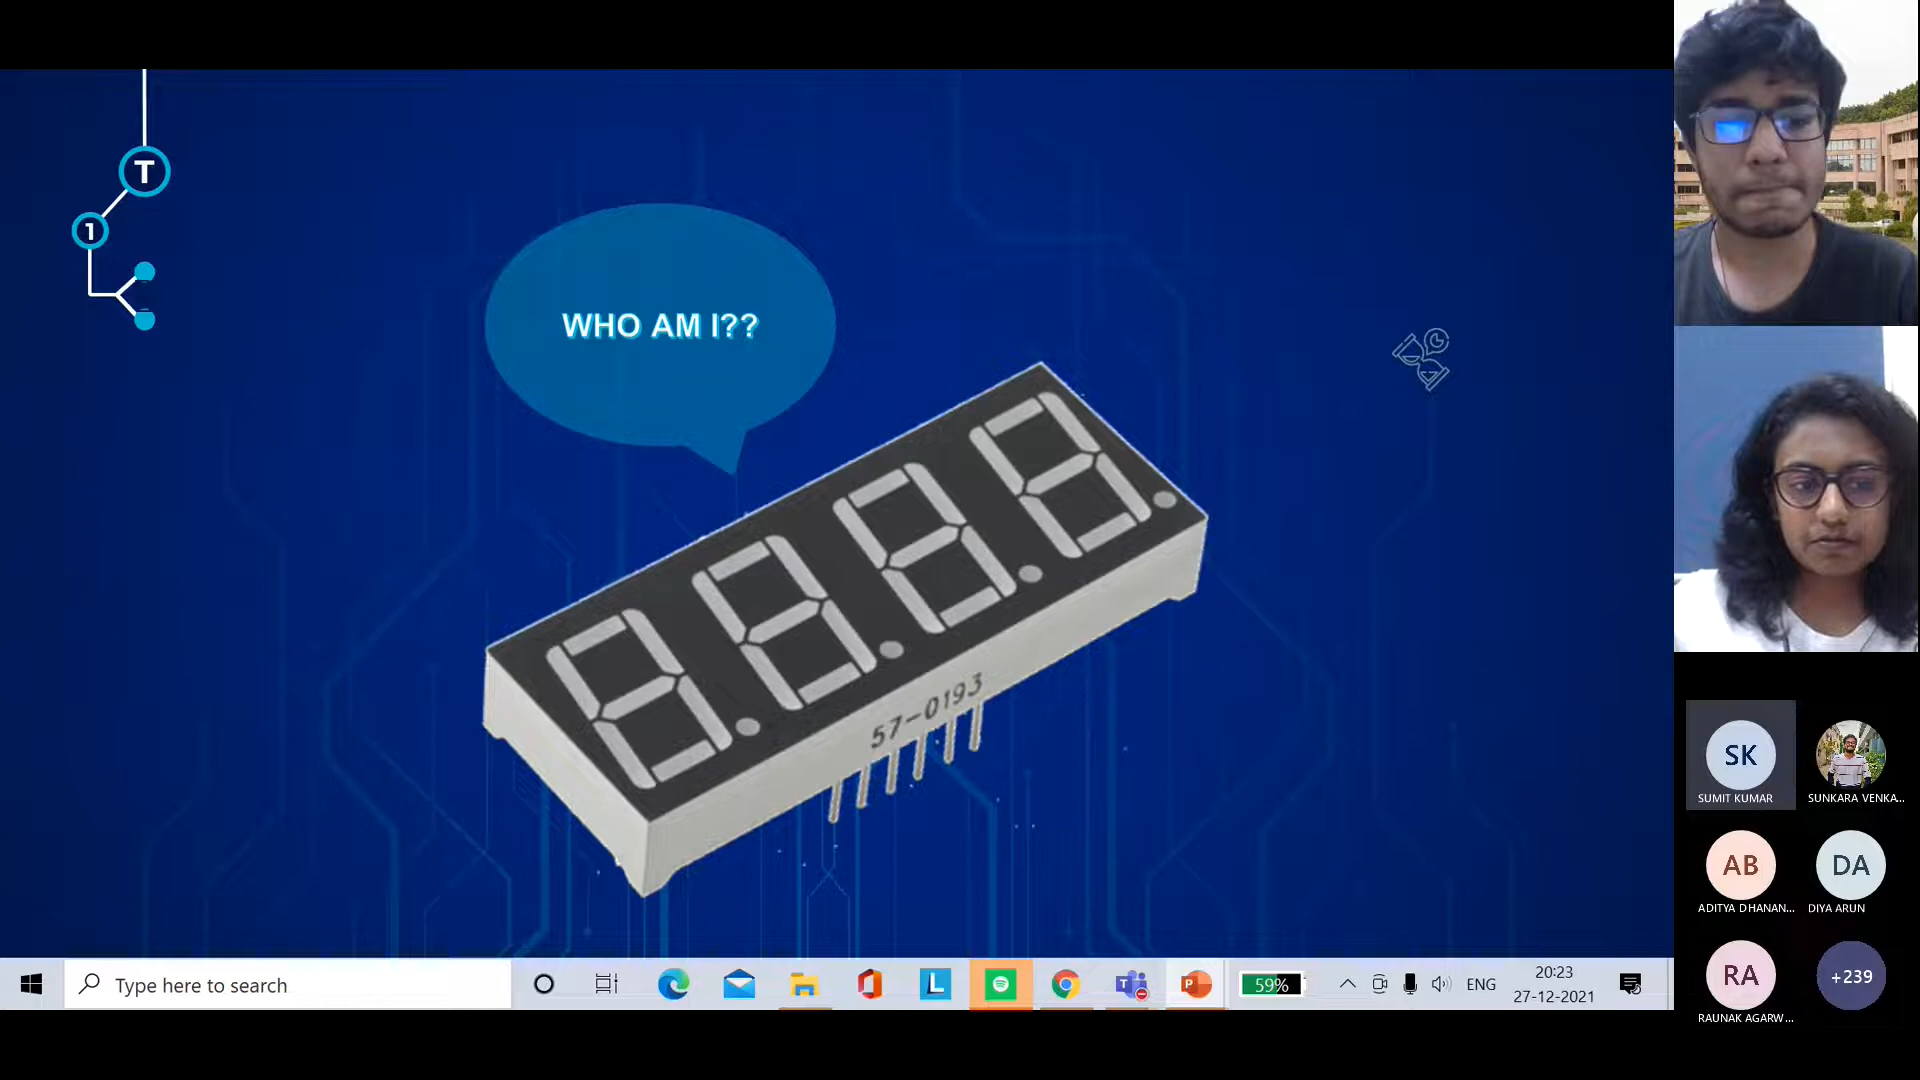 T
1
WHO AM I??
57-0193
SK
SUMIT KUMAR
SUNKARA VENKA...
AB
DA
ADITYA DHANAN...
DIYA ARUN
RA
+239
RAUNAK AGARW...
Type here to search
L
59%
ENG
20:23
27-12-2021